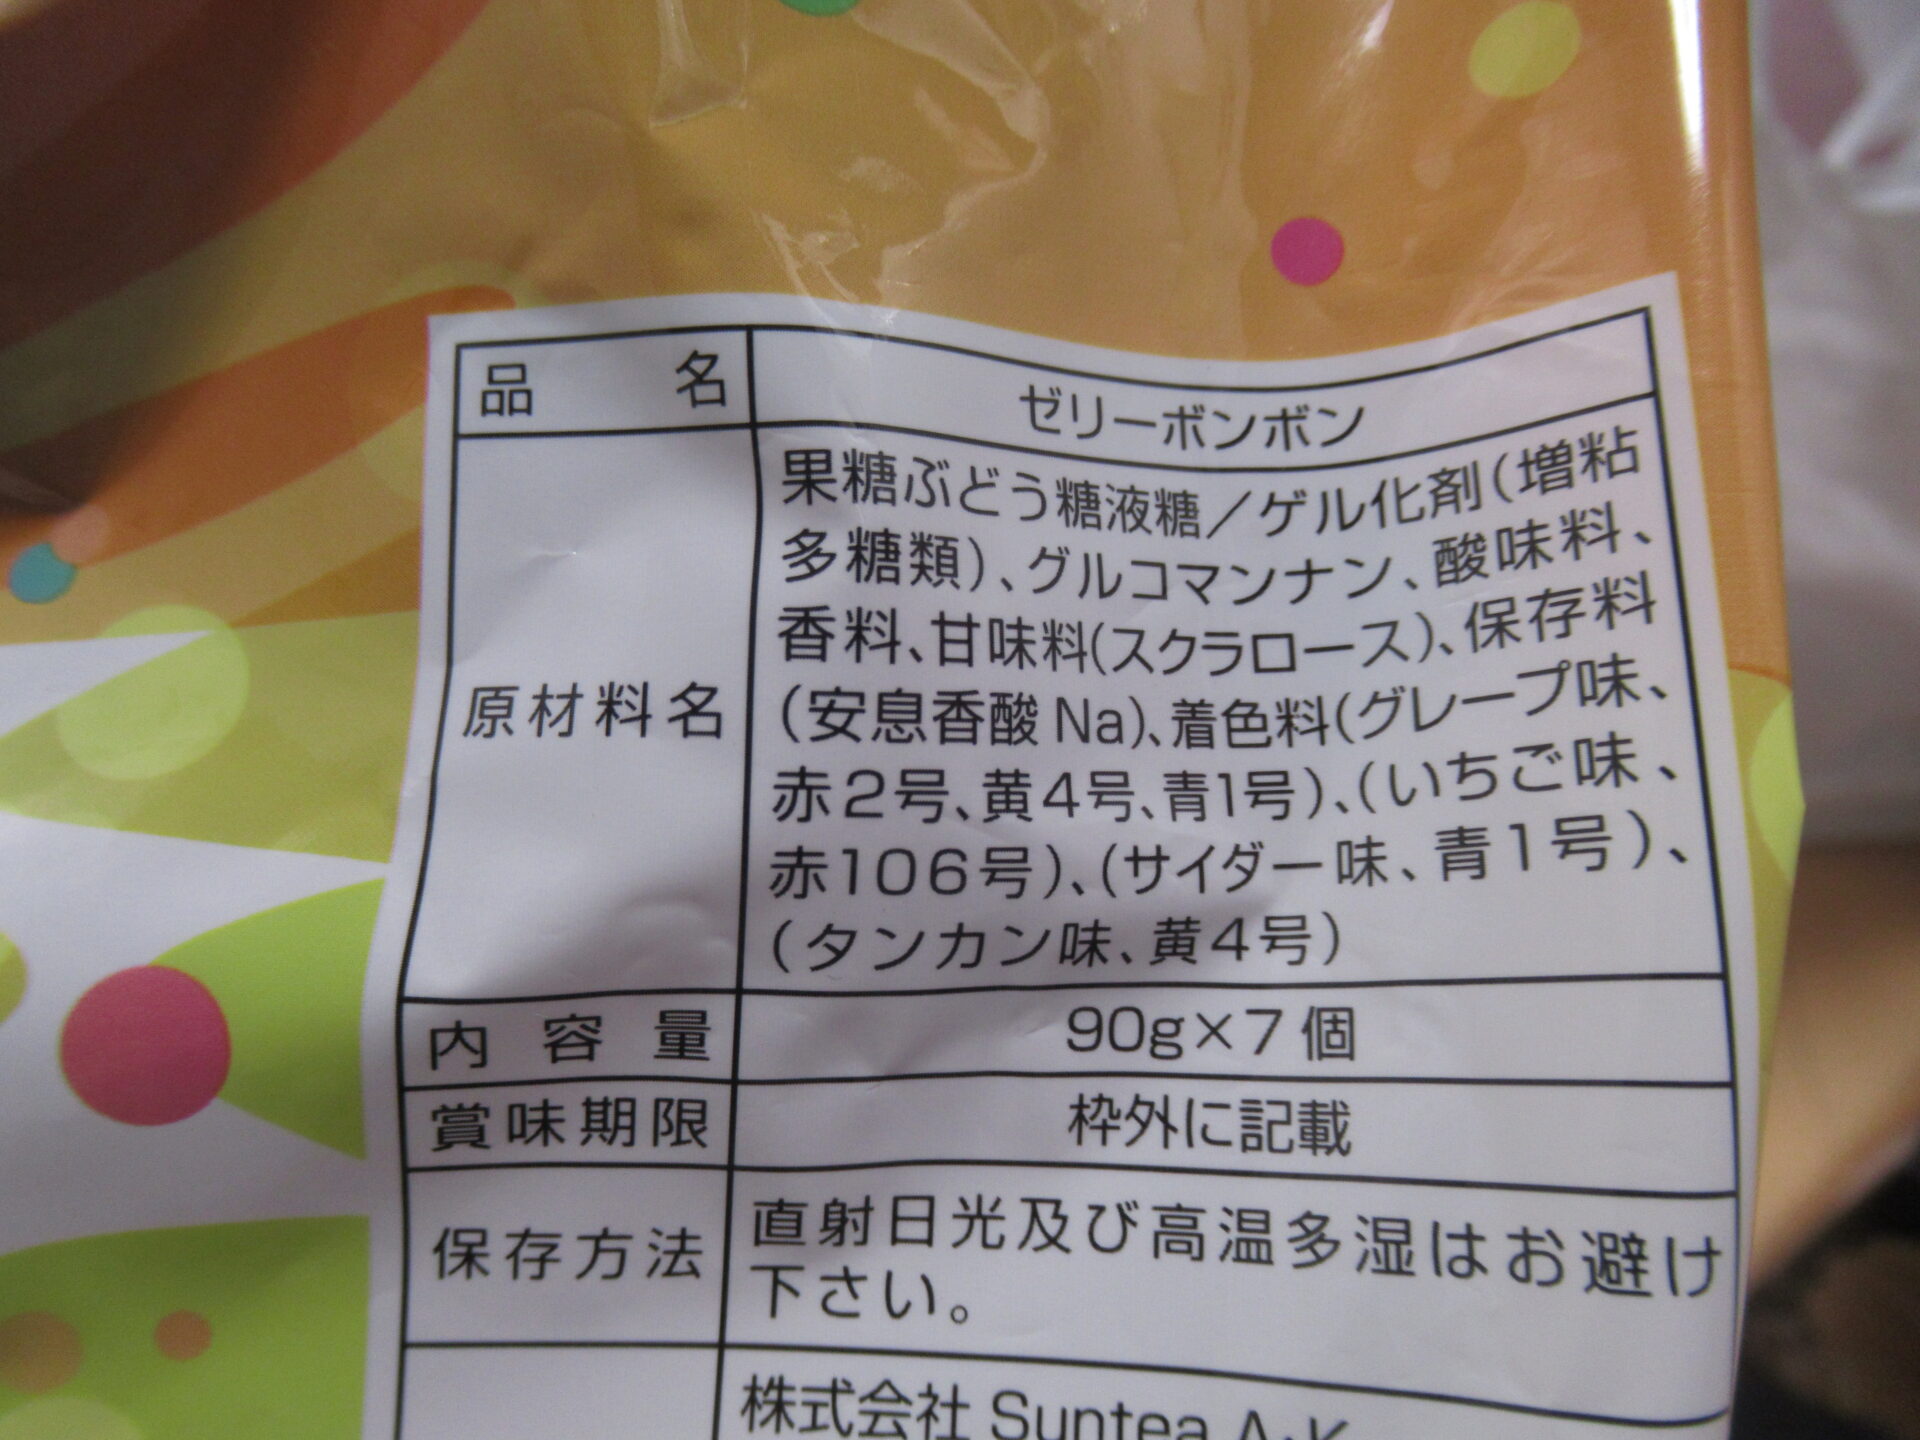 品名 ゼリーボンボン
原材料名
果糖ぶどう糖液糖／ゲル化剤(増粘
多糖類)、グルコマンナン、酸味料、
香料、甘味料(スクラロース)、保存料
(安息香酸Na)、着色料(グレープ味、
赤2号、黄4号、青1号)、(いちご味、
赤106号)、(サイダー味、青1号)、
(タンカン味、黄4号)
内容量 90g×7個
賞味期限 枠外に記載
保存方法
直射日光及び高温多湿はお避け
下さい。
株式会社 Suntea A·K